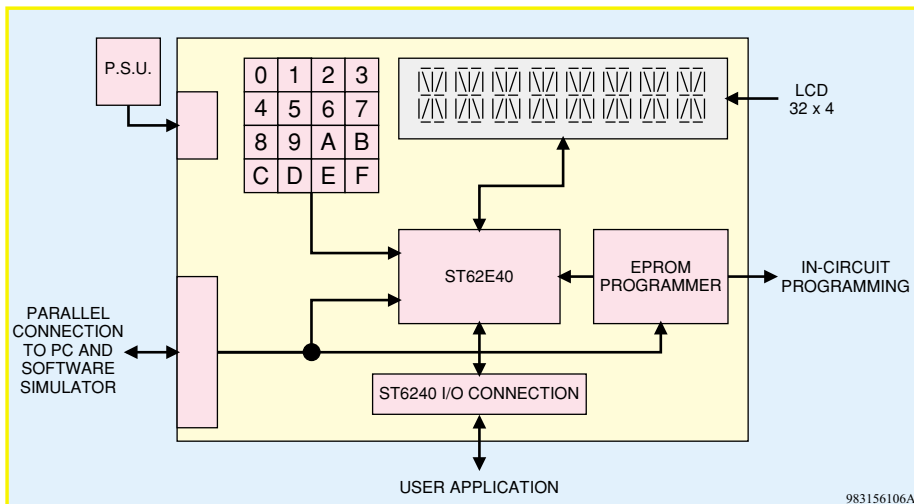 P.S.U.
0 1 2 3
4 5 6 7
8 9 A B
C D E F
LCD
32 x 4
ST62E40
EPROM
PROGRAMMER
IN-CIRCUIT
PROGRAMMING
PARALLEL
CONNECTION
TO PC AND
SOFTWARE
SIMULATOR
ST6240 I/O CONNECTION
USER APPLICATION
983156106A